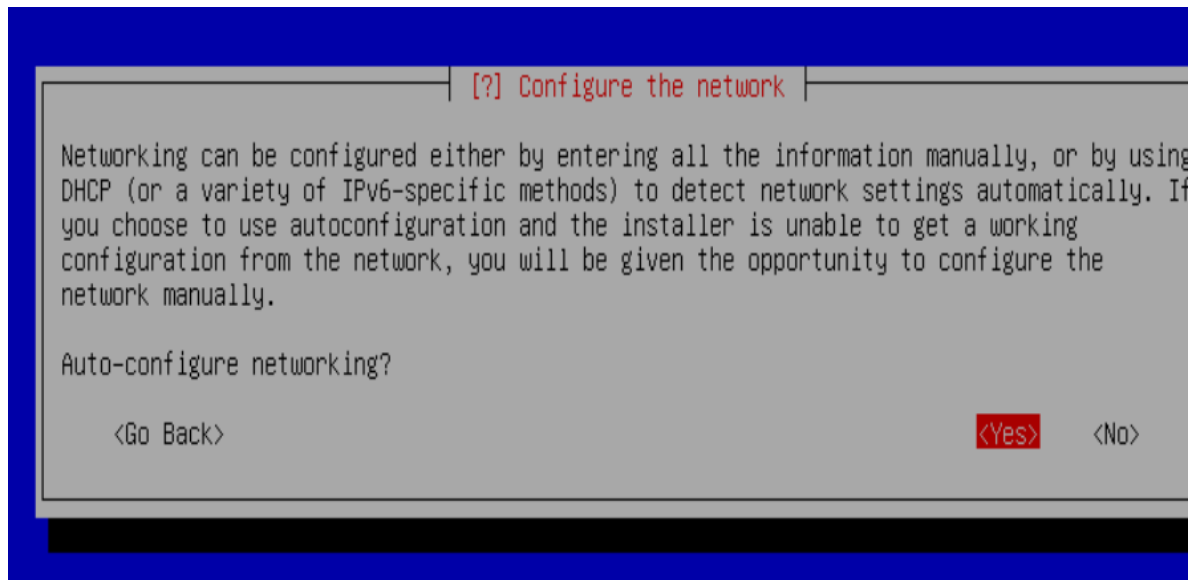 [?] Configure the network
Networking can be configured either by entering all the information manually, or by using
DHCP (or a variety of IPv6-specific methods) to detect network settings automatically. If
you choose to use autoconfiguration and the installer is unable to get a working
configuration from the network, you will be given the opportunity to configure the
network manually.
Auto-configure networking?
<Go Back> <Yes> <No>